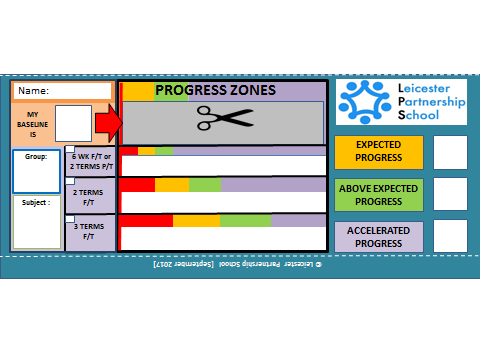 Name:
PROGRESS ZONES
MY
BASELINE
IS
Group:
6 WK F/T or
2 TERMS P/T
2 TERMS
F/T
Subject :
3 TERMS
F/T
Leicester
Partnership
School
EXPECTED
PROGRESS
ABOVE EXPECTED
PROGRESS
ACCELERATED
PROGRESS
© Leicester Partnership School [September 2017]